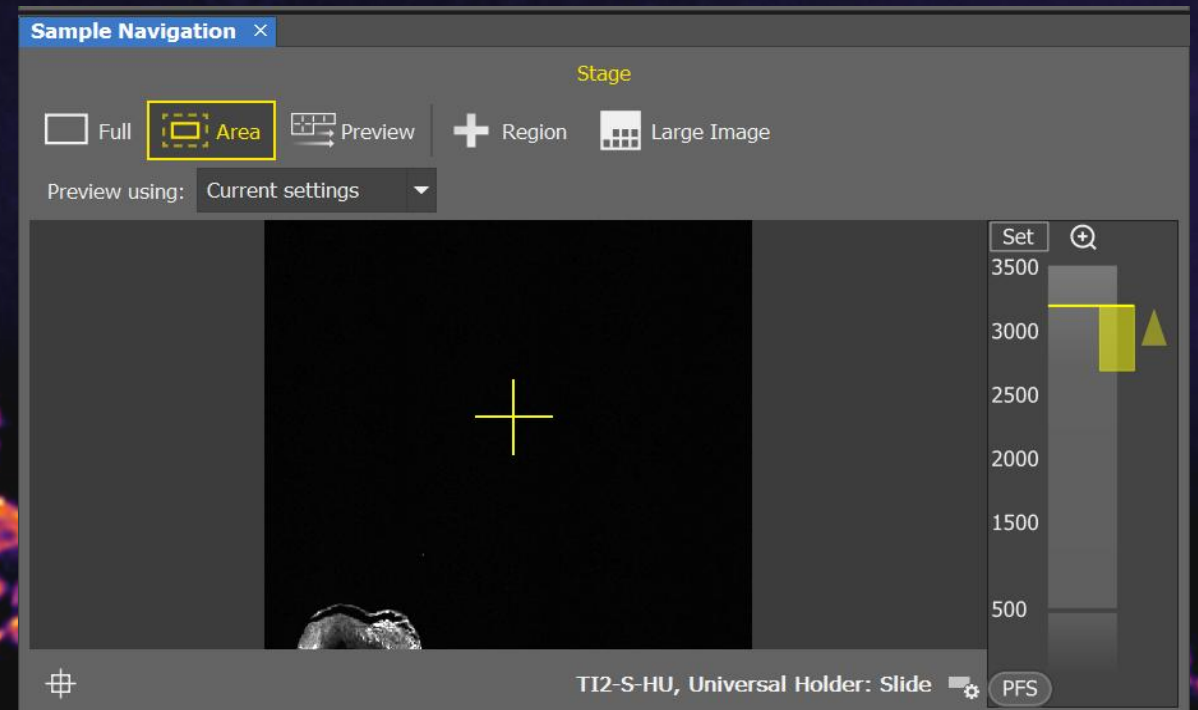 Sample Navigation ×
Stage
Full Area Preview Region Large Image
Preview using: Current settings
Set
3500
3000
2500
2000
1500
500
TI2-S-HU, Universal Holder: Slide
PFS